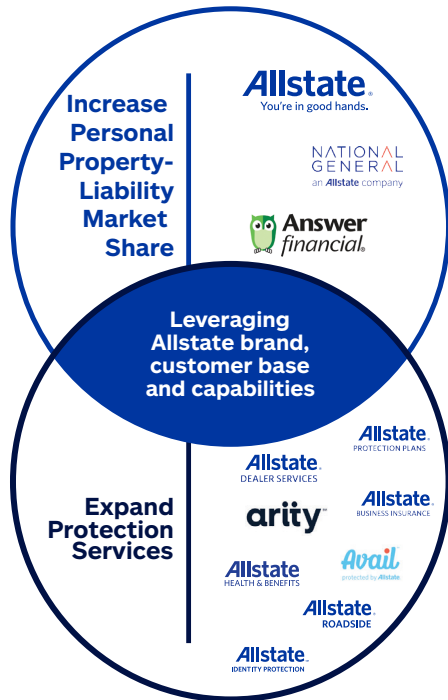 Increase
Personal
Property-
Liability
Market
Share
Allstate®
You're in good hands.
NATIONAL
GENERAL
an Allstate company
Answer
financial®
Leveraging
Allstate brand,
customer base
and capabilities
Expand
Protection
Services
Allstate
PROTECTION PLANS
Allstate
DEALER SERVICES
arity
Allstate
BUSINESS INSURANCE
Allstate
HEALTH & BENEFITS
Avail
protected by Allstate
Allstate
ROADSIDE
Allstate
IDENTITY PROTECTION